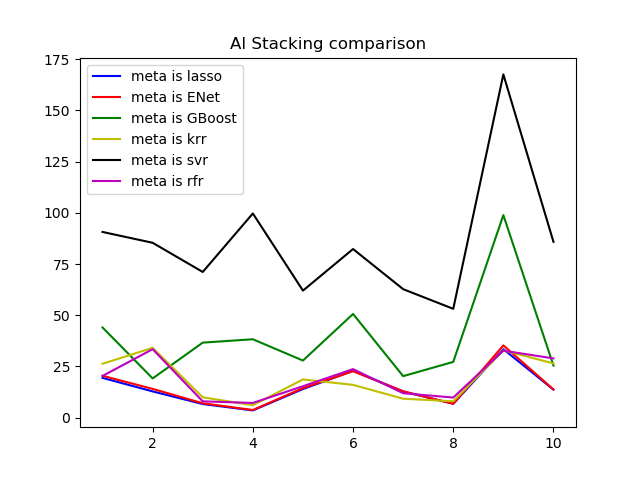 Al Stacking comparison
175
150
125
100
75
50
25
0
meta is lasso
meta is ENet
meta is GBoost
meta is krr
meta is svr
meta is rfr
2
4
6
8
10